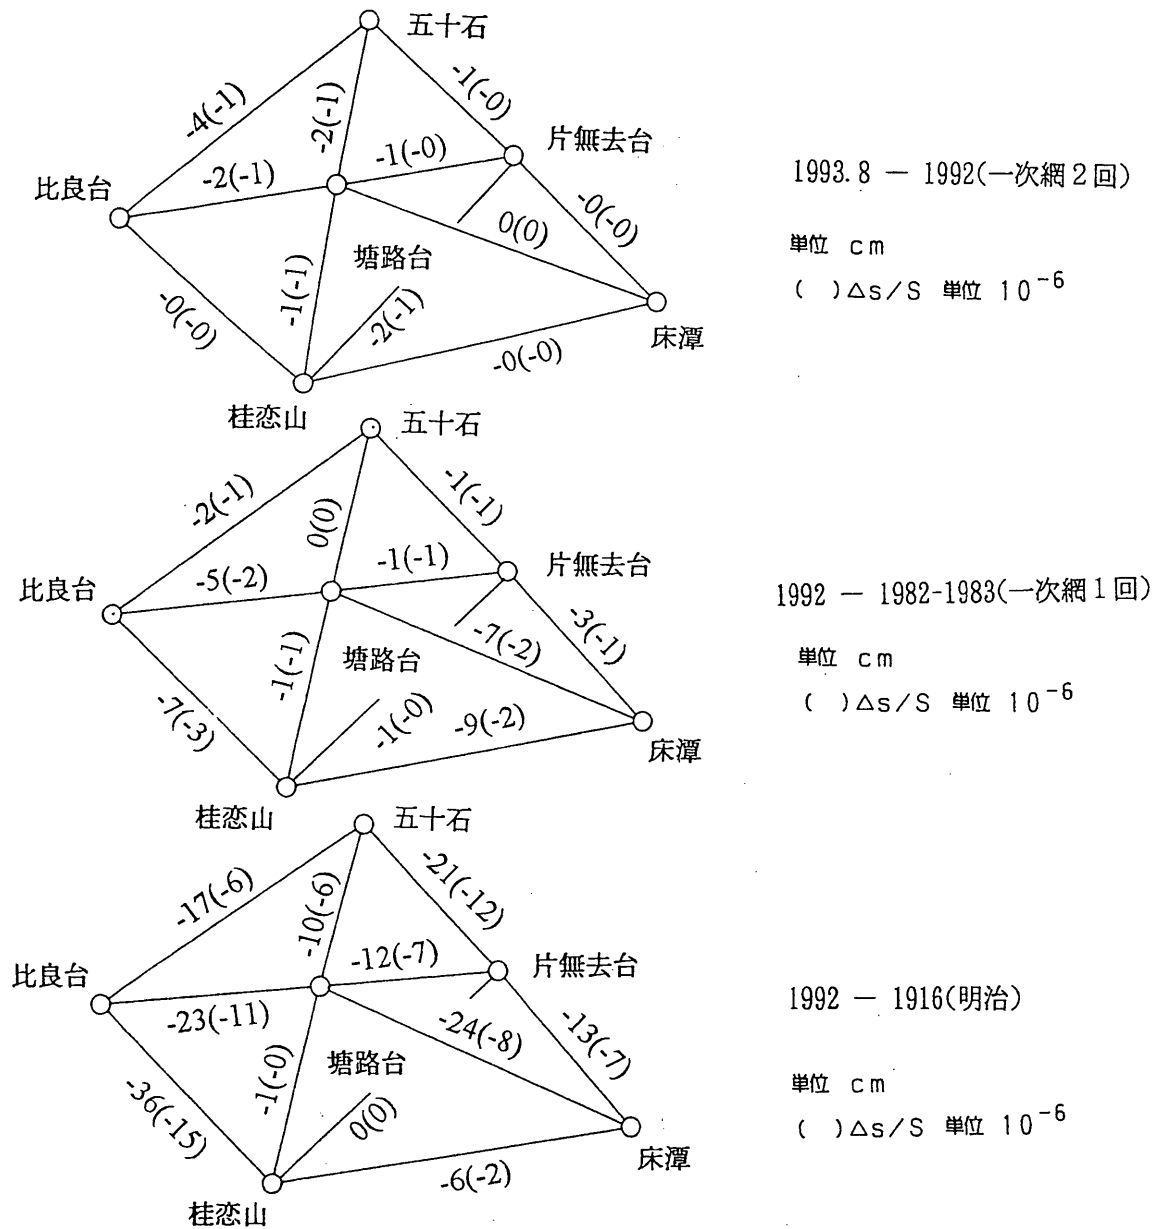 五十石
-4(-1)
-2(-1)
-1(-0)
片無去台
-1(-0)
比良台
-2(-1)
-0(-0)
0(0)
塘路台
-1(-1)
-0(-0)
-2(-1)
床潭
-0(-0)
桂恋山
1993.8 — 1992(一次網2回)
単位 cm
( )△s/S 単位 10⁻⁶
五十石
-2(-1)
0(0)
-1(-1)
-1(-1)
片無去台
比良台
-5(-2)
-3(-1)
-7(-2)
塘路台
-1(-1)
-7(-3)
-1(-0)
-9(-2)
床潭
桂恋山
1992 — 1982-1983(一次網1回)
単位 cm
( )△s/S 単位 10⁻⁶
五十石
-17(-6)
-10(-6)
-21(-12)
-12(-7)
片無去台
比良台
-23(-11)
-24(-8)
-13(-7)
塘路台
-1(-0)
-36(-15)
0(0)
床潭
-6(-2)
桂恋山
1992 — 1916(明治)
単位 cm
( )△s/S 単位 10⁻⁶